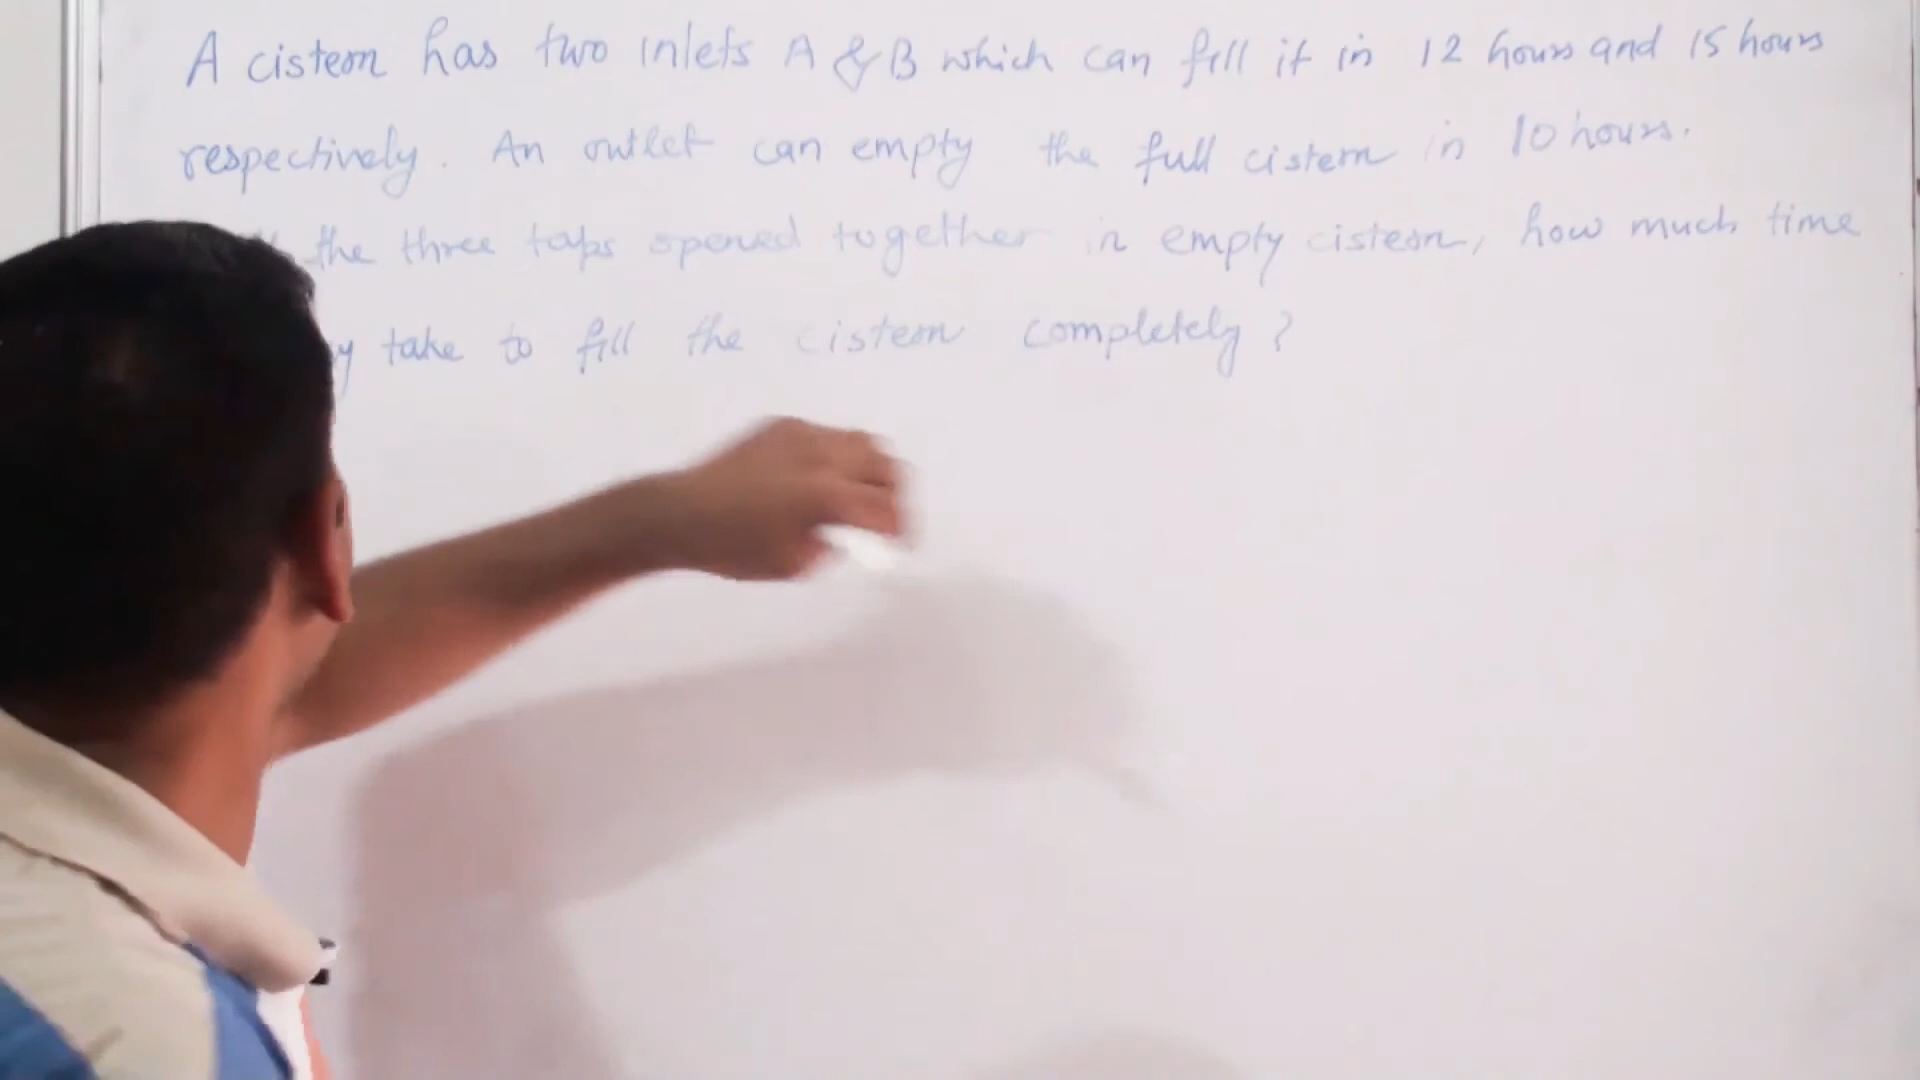 A cistern has two inlets A & B which can fill it in 12 hours and 15 hours
respectively. An outlet can empty the full cistern in 10 hours.
the three taps opened together in empty cistern, how much time
take to fill the cistern completely?